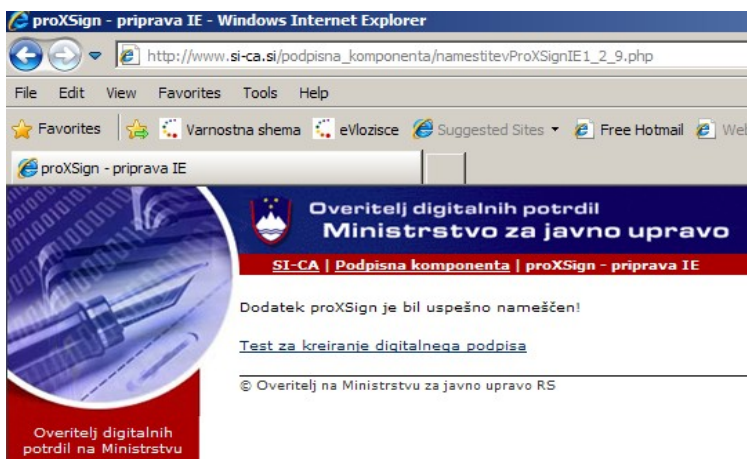 proXSign - priprava IE - Windows Internet Explorer
http://www.si-ca.si/podpisna_komponenta/namestitevProXSignIE1_2_9.php
File Edit View Favorites Tools Help
Favorites Varnostna shema eVlozisce Suggested Sites Free Hotmail
proXSign - priprava IE
Overitelj digitalnih potrdil
Ministrstvo za javno upravo
SI-CA | Podpisna komponenta | proXSign - priprava IE
Dodatek proXSign je bil uspešno nameščen!
Test za kreiranje digitalnega podpisa
© Overitelj na Ministrstvu za javno upravo RS
Overitelj digitalnih
potrdil na Ministrstvu